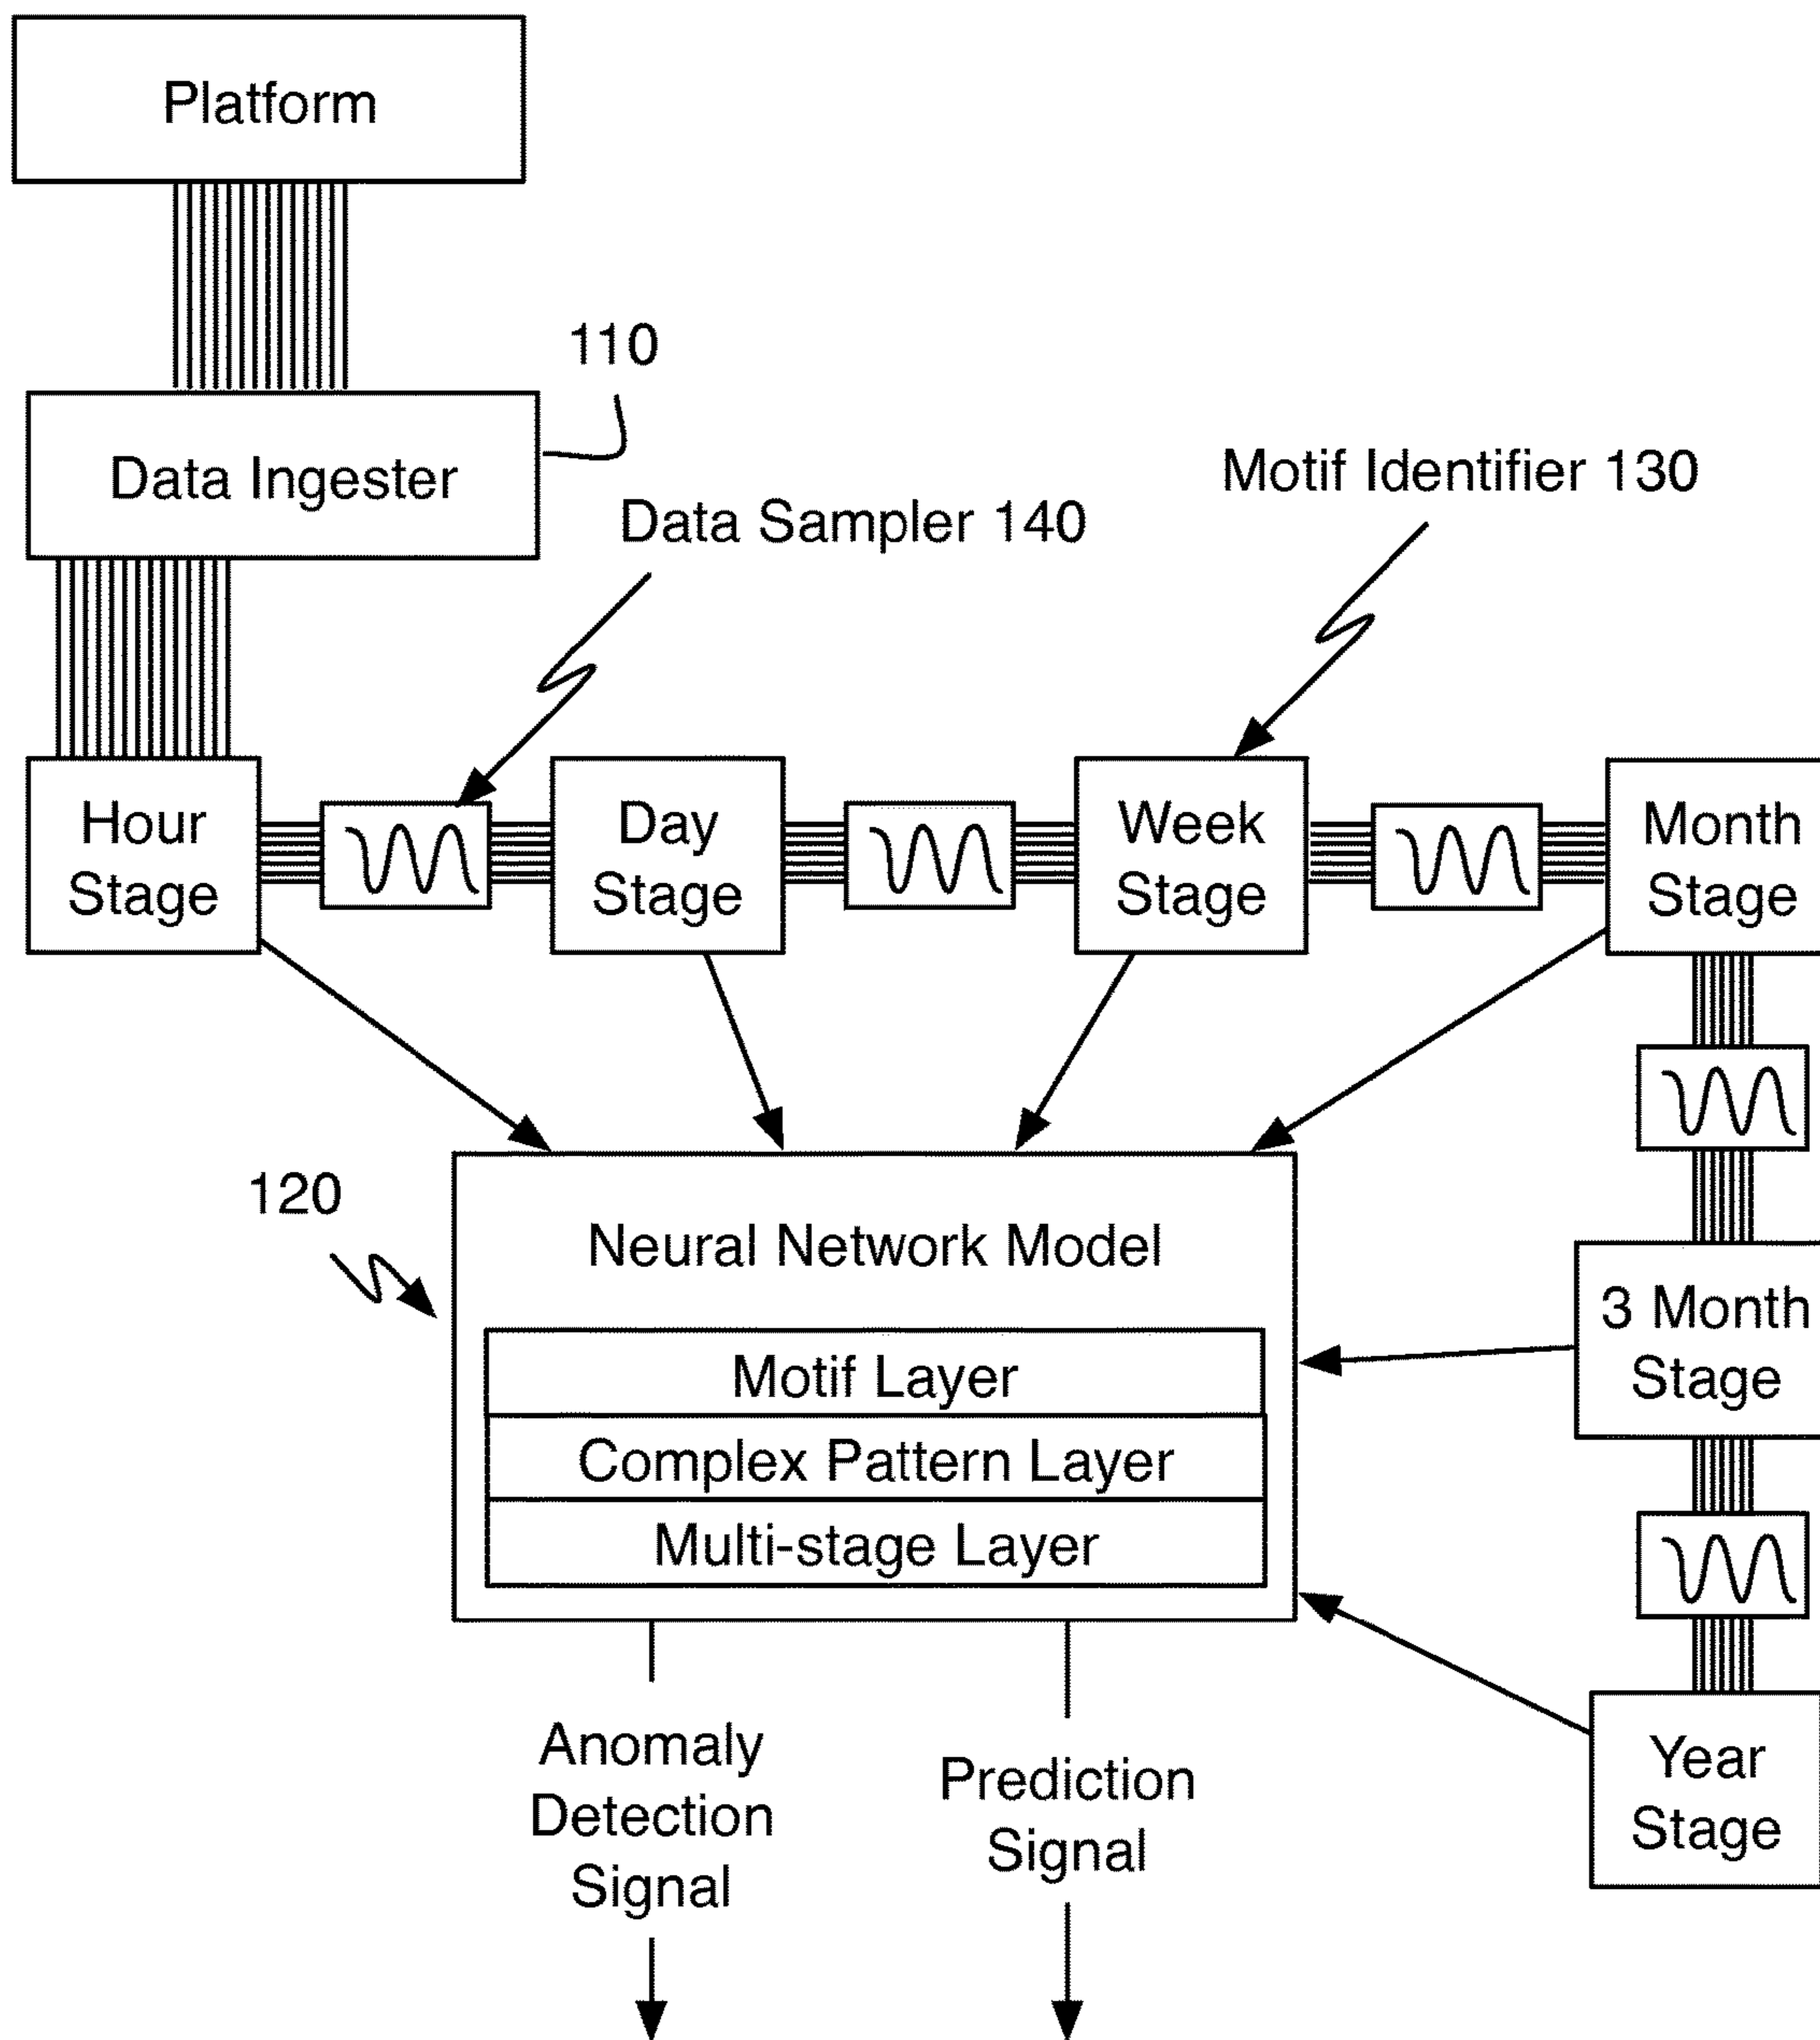 Platform
110
Data Ingester
Motif Identifier 130
Data Sampler 140
Hour
Stage
Day
Stage
Week
Stage
Month
Stage
120
Neural Network Model
3 Month
Stage
Motif Layer
Complex Pattern Layer
Multi-stage Layer
Anomaly
Detection
Signal
Prediction
Signal
Year
Stage